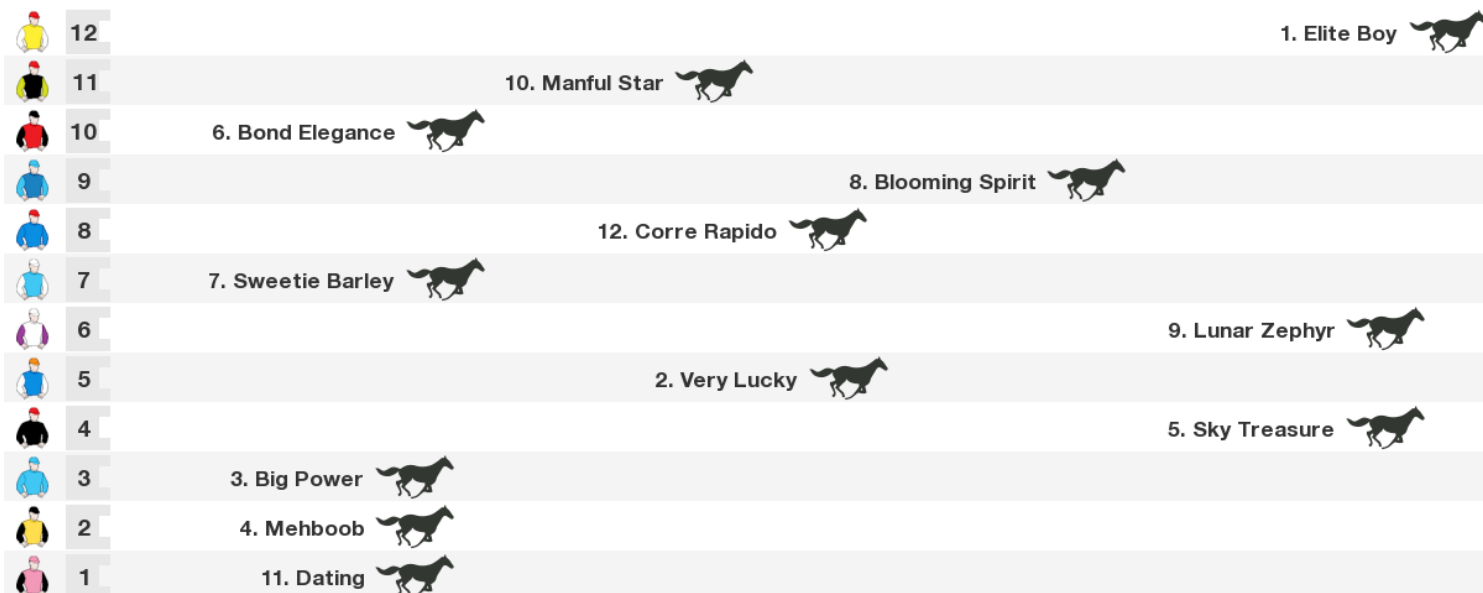 12 1. Elite Boy
11 10. Manful Star
10 6. Bond Elegance
9 8. Blooming Spirit
8 12. Corre Rapido
7 7. Sweetie Barley
6 9. Lunar Zephyr
5 2. Very Lucky
4 5. Sky Treasure
3 3. Big Power
2 4. Mehboob
1 11. Dating